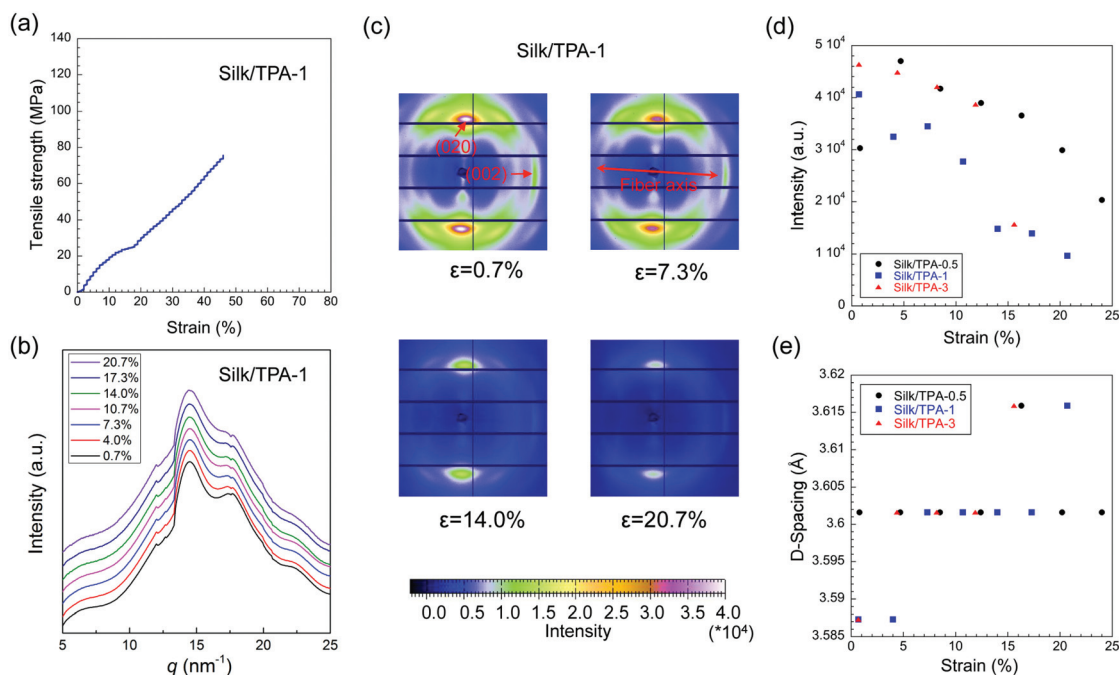 (a)
Silk/TPA-1
140
120
100
80
60
40
20
0
Tensile strength (MPa)
0 10 20 30 40 50 60 70 80
Strain (%)
(b)
Silk/TPA-1
20.7%
17.3%
14.0%
10.7%
7.3%
4.0%
0.7%
Intensity (a.u.)
5 10 15 20 25
q (nm⁻¹)
(c)
Silk/TPA-1
(020)
(002)
Fiber axis
ε=0.7%
ε=7.3%
ε=14.0%
ε=20.7%
0.0 0.5 1.0 1.5 2.0 2.5 3.0 3.5 4.0
Intensity
(*10⁴)
(d)
5 10⁴
4 10⁴
3 10⁴
2 10⁴
1 10⁴
0
Intensity (a.u.)
Silk/TPA-0.5
Silk/TPA-1
Silk/TPA-3
0 5 10 15 20 25
Strain (%)
(e)
3.62
3.615
3.61
3.605
3.6
3.595
3.59
3.585
D-Spacing (Å)
Silk/TPA-0.5
Silk/TPA-1
Silk/TPA-3
0 5 10 15 20 25
Strain (%)